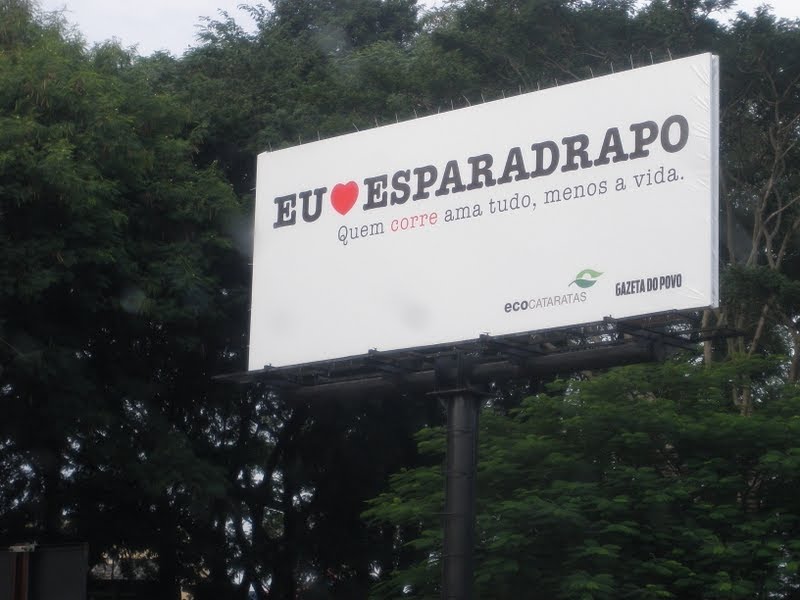 EU ❤ ESPARADRAPO
Quem corre ama tudo, menos a vida.
ecoCATARATAS
GAZETA DO POVO